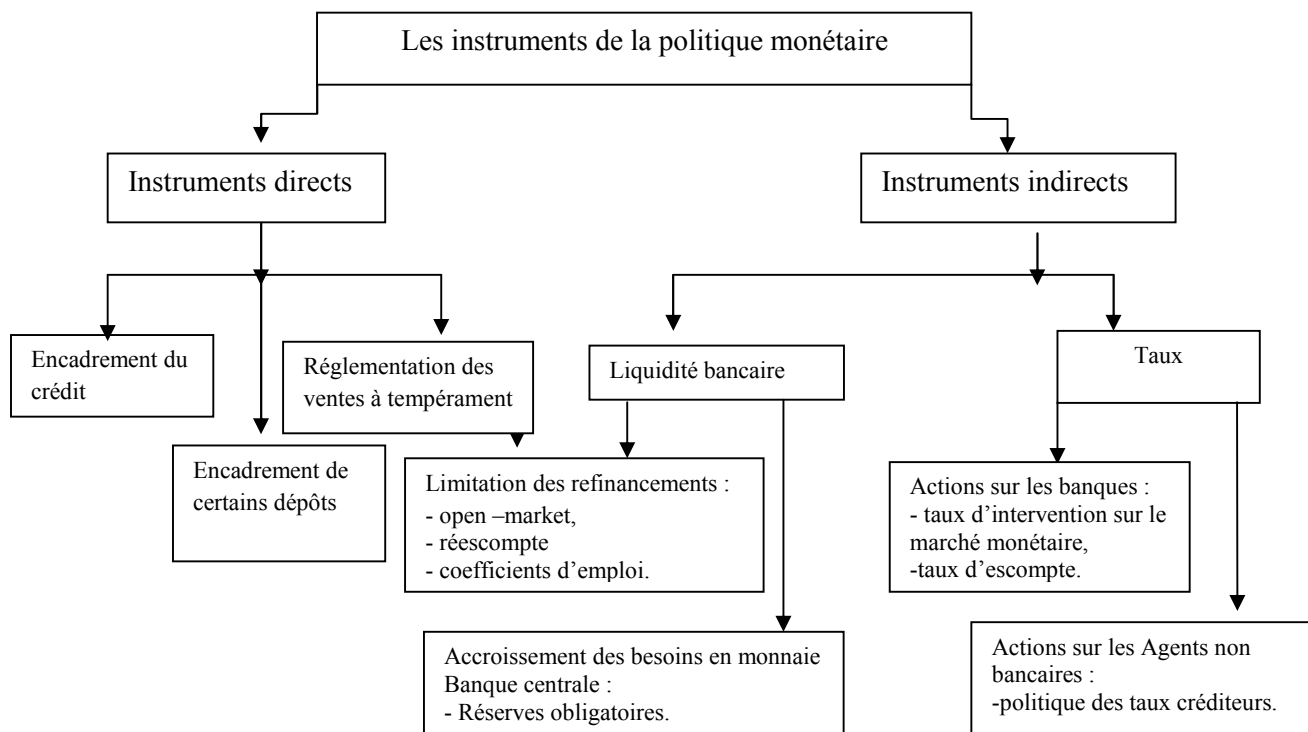 Les instruments de la politique monétaire
Instruments directs
Instruments indirects
Encadrement du
crédit
Encadrement de
certains dépôts
Réglementation des
ventes à tempérament
Liquidité bancaire
Taux
Limitation des refinancements :
- open –market,
- réescompte
- coefficients d’emploi.
Accroissement des besoins en monnaie
Banque centrale :
- Réserves obligatoires.
Actions sur les banques :
- taux d’intervention sur le
marché monétaire,
-taux d’escompte.
Actions sur les Agents non
bancaires :
-politique des taux créditeurs.